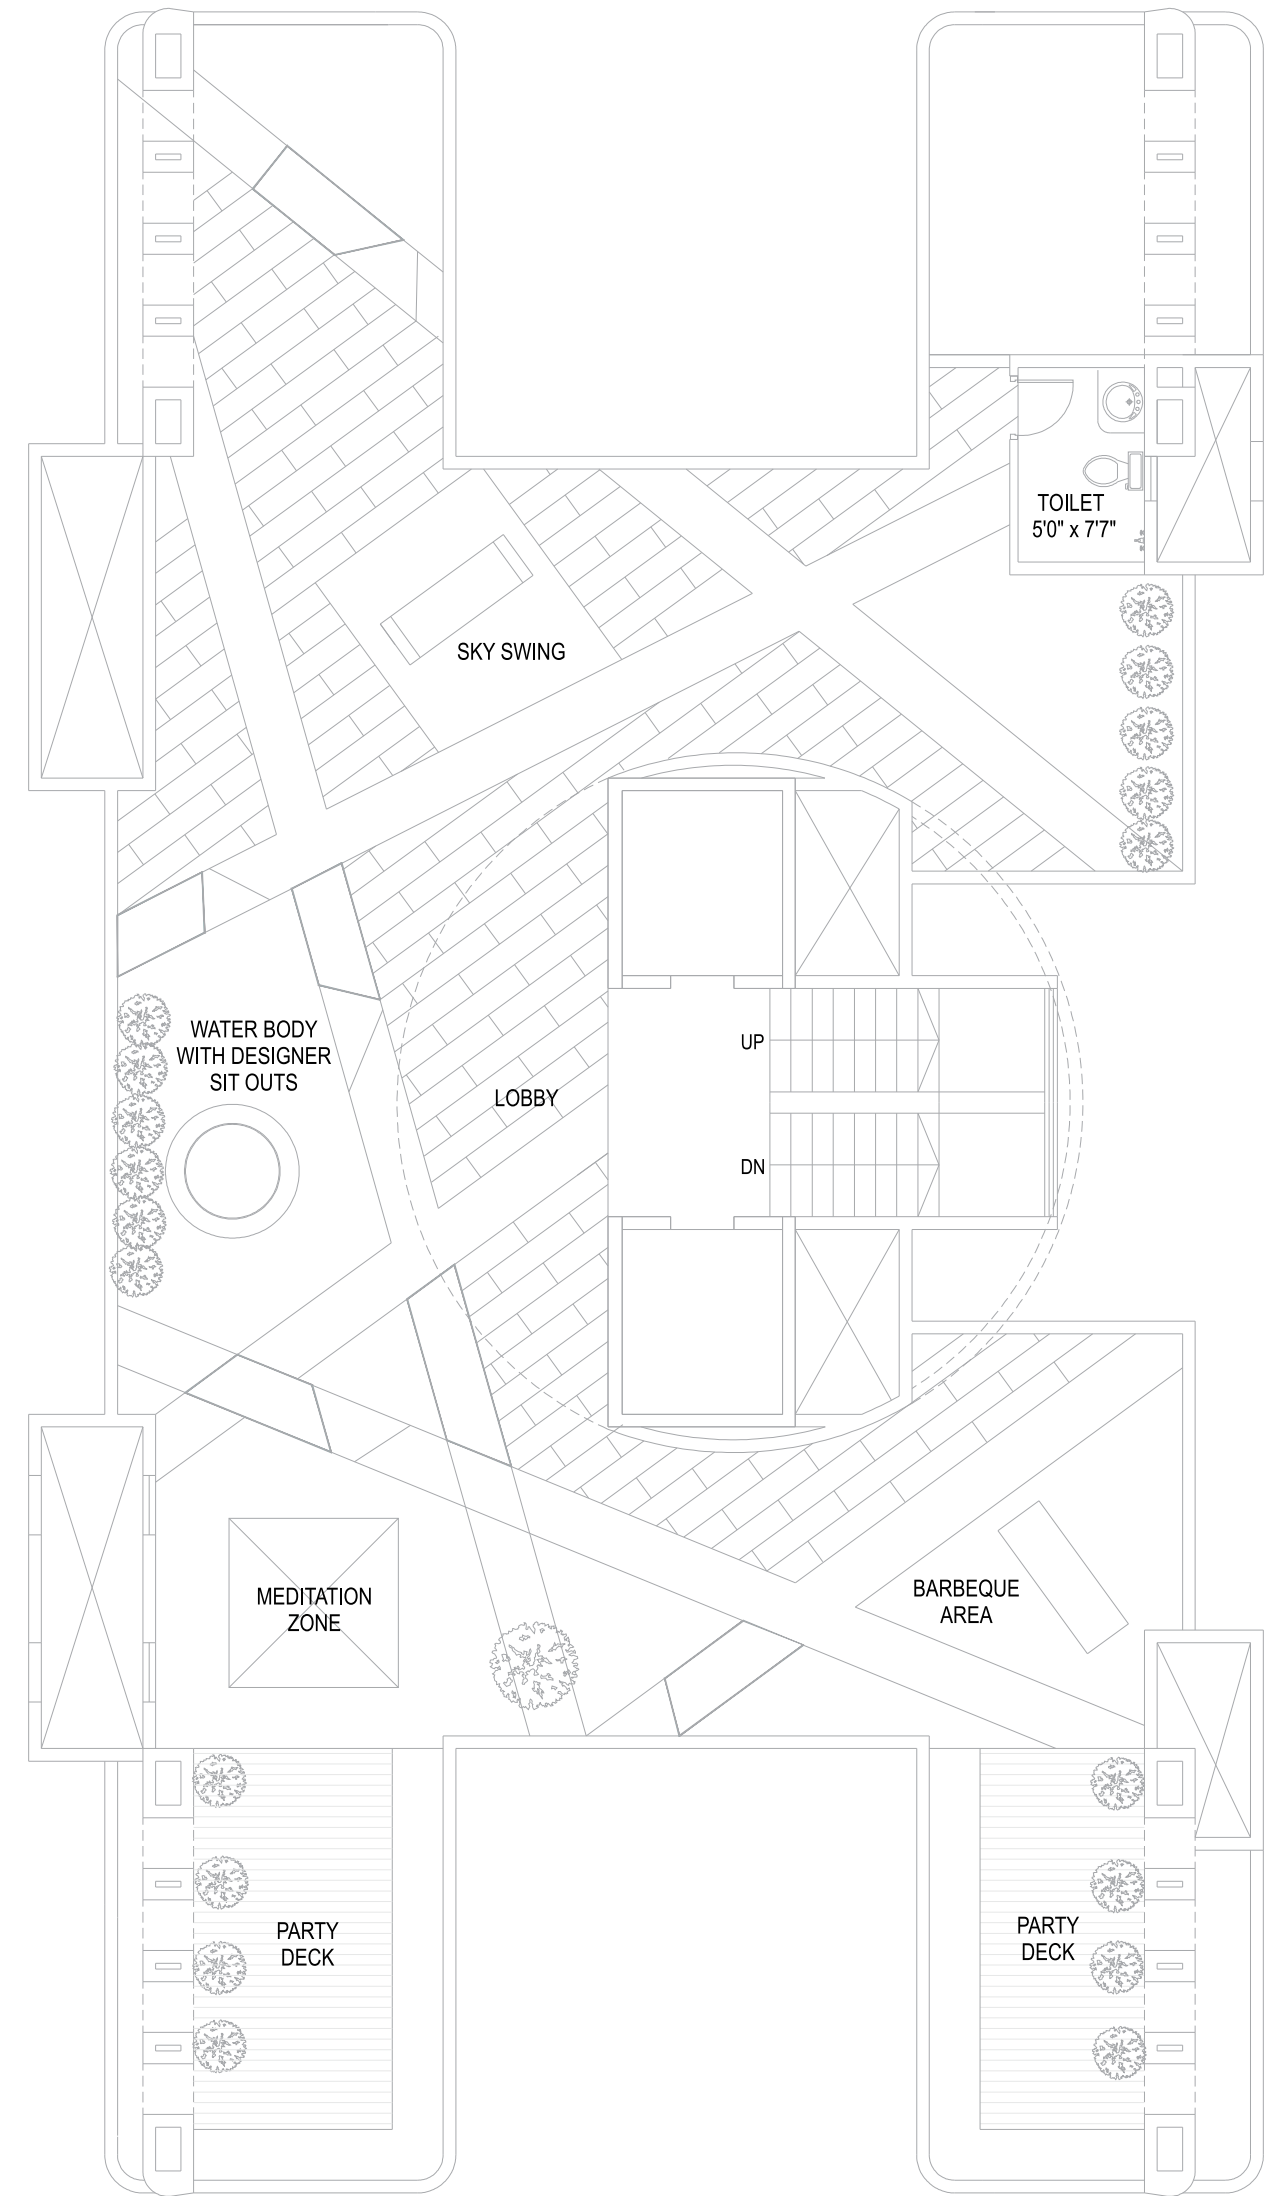 TOILET
5'0" x 7'7"
SKY SWING
WATER BODY
WITH DESIGNER
SIT OUTS
UP
LOBBY
DN
MEDITATION
ZONE
BARBEQUE
AREA
PARTY
DECK
PARTY
DECK